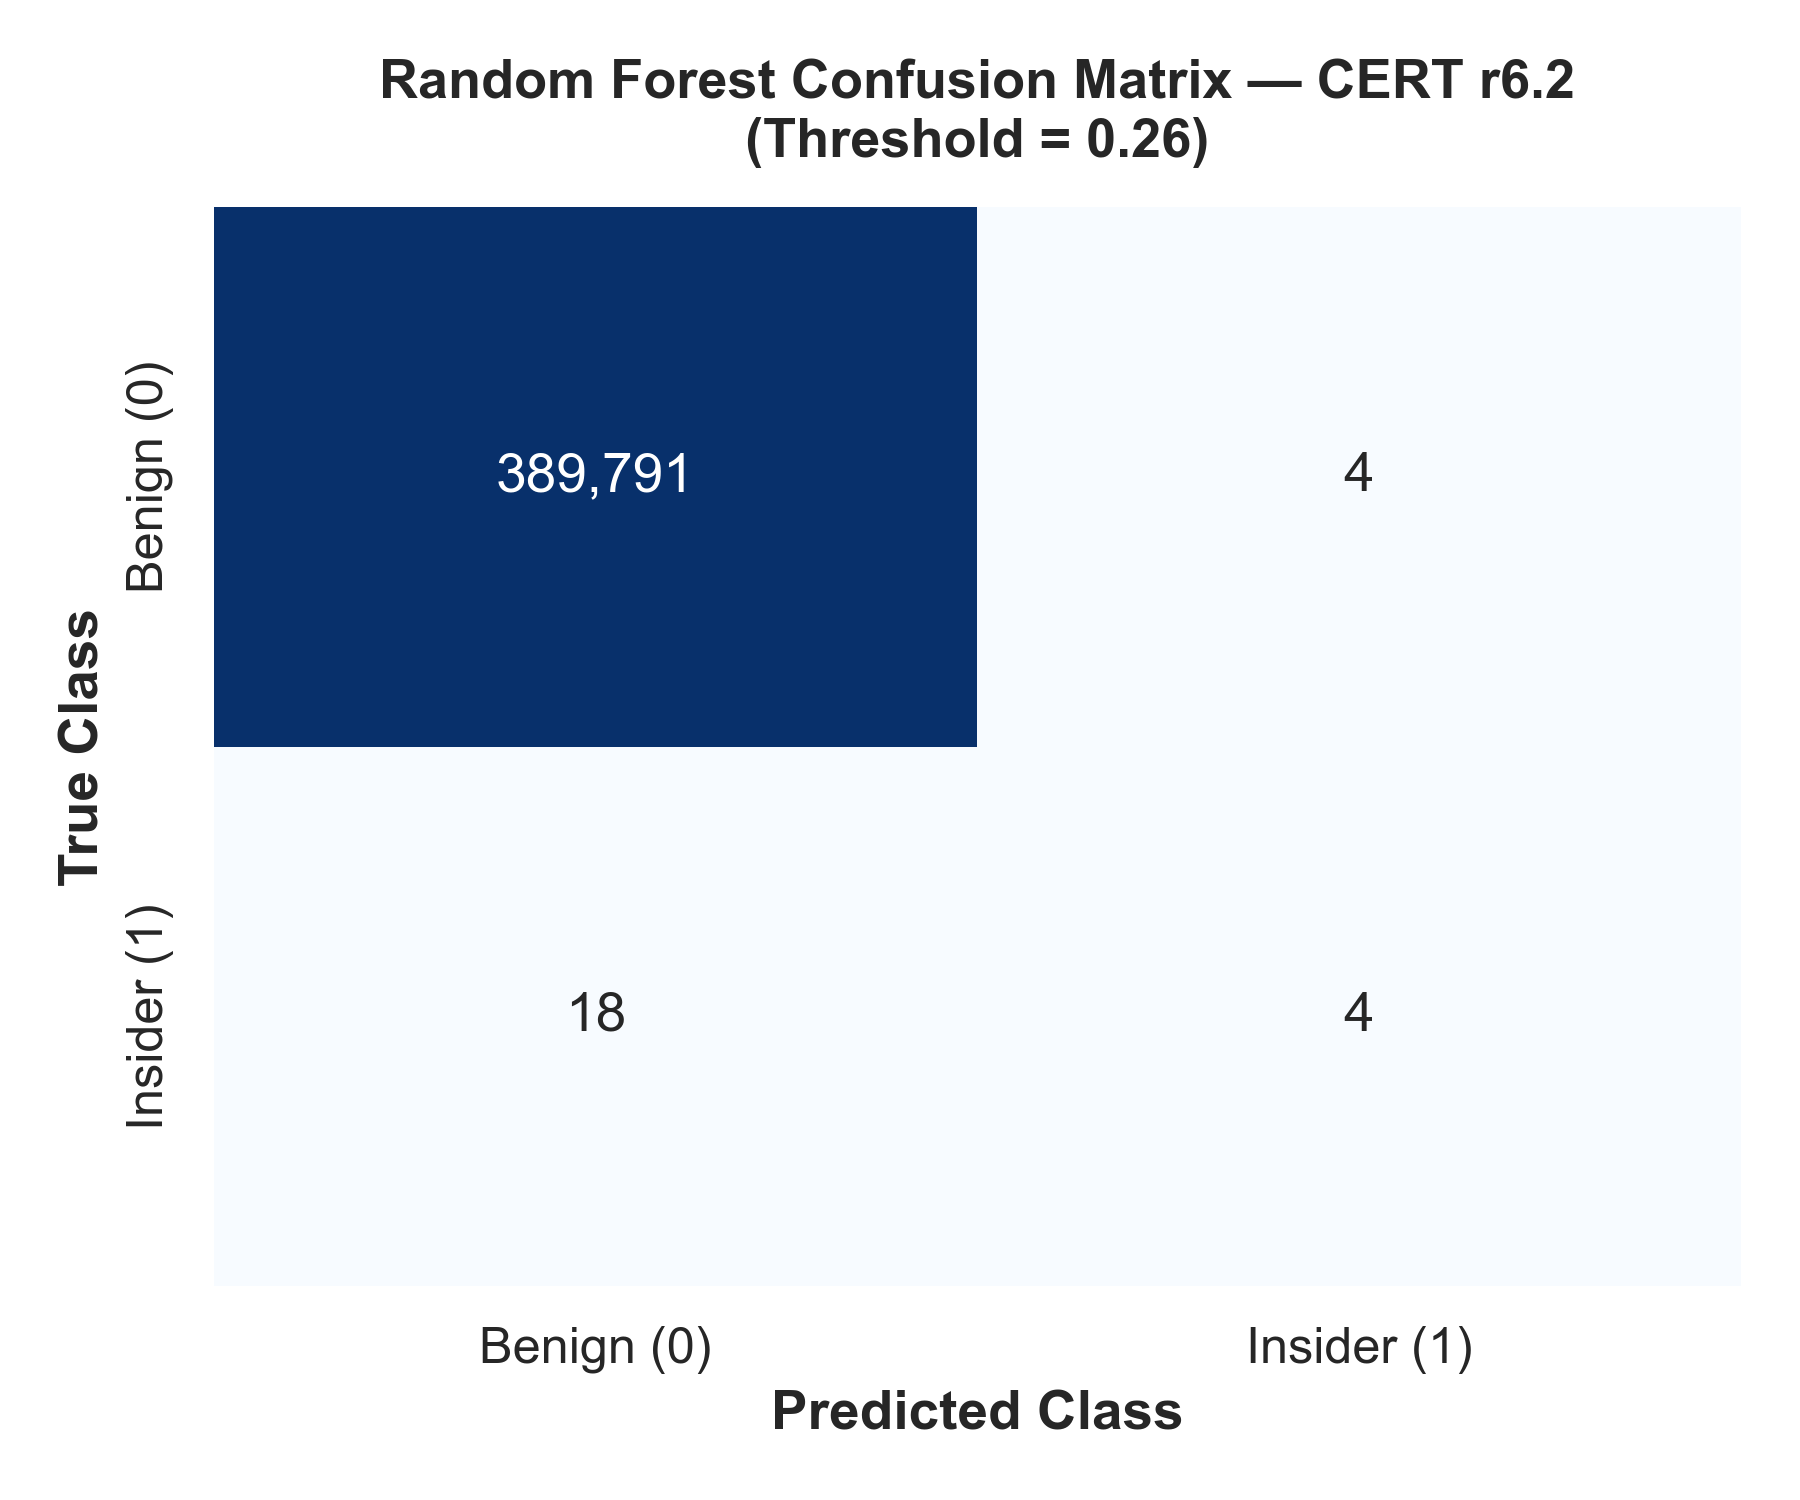 Random Forest Confusion Matrix — CERT r6.2
(Threshold = 0.26)
True Class
Benign (0)
389,791
4
Insider (1)
18
4
Benign (0)
Insider (1)
Predicted Class